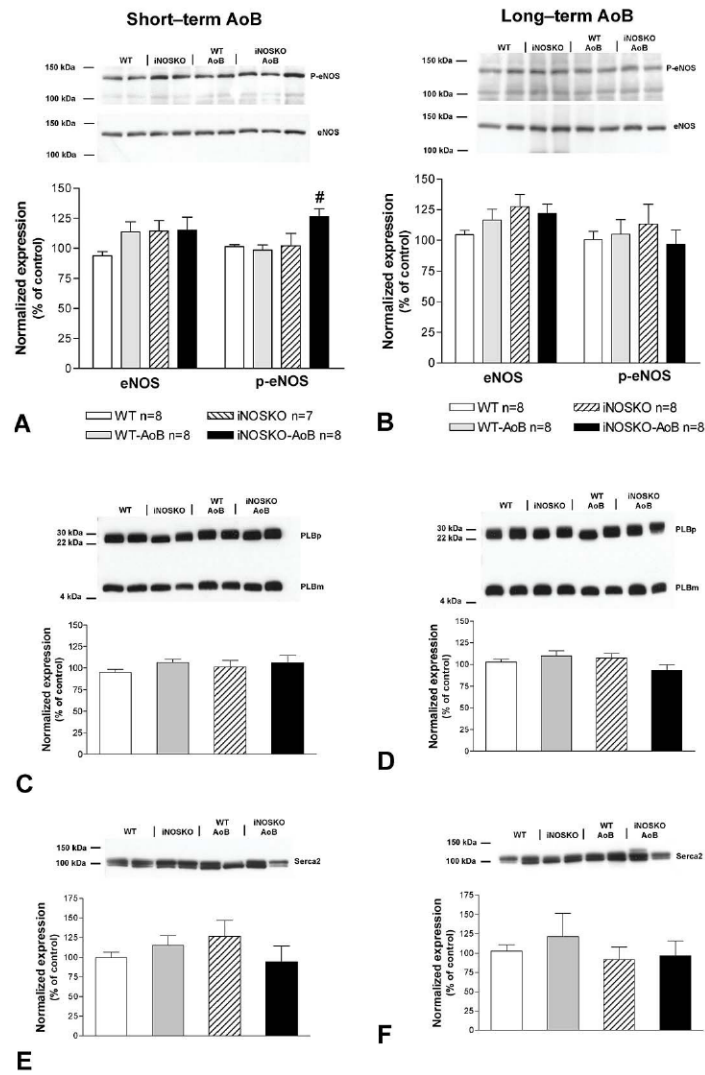 Short–term AoB
Long–term AoB
WT | iNOSKO | WT AoB | iNOSKO AoB
150 kDa
P-eNOS
100 kDa
150 kDa
eNOS
100 kDa
WT | iNOSKO | WT AoB | iNOSKO AoB
150 kDa
P-eNOS
100 kDa
150 kDa
eNOS
100 kDa
Normalized expression
(% of control)
150
125
100
75
50
25
0
#
eNOS
p-eNOS
A
WT n=8
iNOSKO n=7
WT-AoB n=8
iNOSKO-AoB n=8
Normalized expression
(% of control)
150
125
100
75
50
25
0
eNOS
p-eNOS
B
WT n=8
iNOSKO n=8
WT-AoB n=8
iNOSKO-AoB n=8
WT | iNOSKO | WT AoB | iNOSKO AoB
30 kDa
22 kDa
PLBp
PLBm
4 kDa
Normalized expression
(% of control)
150
125
100
75
50
25
0
C
WT | iNOSKO | WT AoB | iNOSKO AoB
30 kDa
22 kDa
PLBp
PLBm
4 kDa
Normalized expression
(% of control)
150
125
100
75
50
25
0
D
WT | iNOSKO | WT AoB | iNOSKO AoB
150 kDa
100 kDa
Serca2
Normalized expression
(% of control)
175
150
125
100
75
50
25
0
E
WT | iNOSKO | WT AoB | iNOSKO AoB
150 kDa
100 kDa
Serca2
Normalized expression
(% of control)
175
150
125
100
75
50
25
0
F